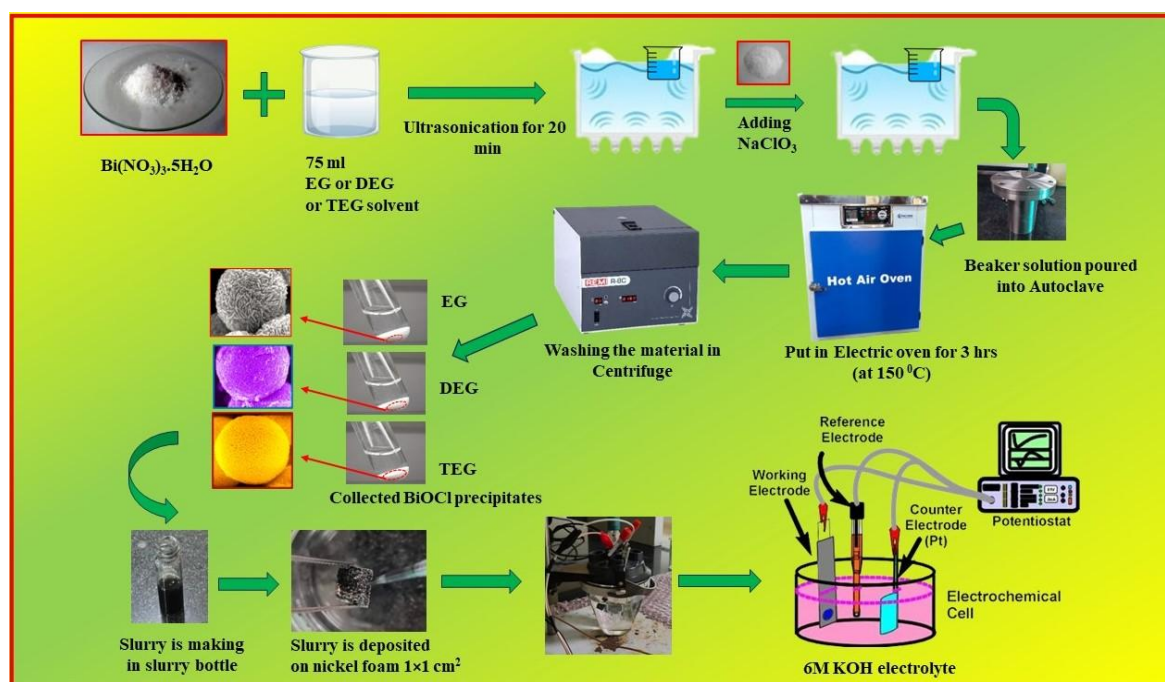 Bi(NO3)3.5H2O
75 ml
EG or DEG
or TEG solvent
Ultrasonication for 20
min
Adding
NaClO3
Beaker solution poured
into Autoclave
Hot Air Oven
Put in Electric oven for 3 hrs
(at 150 ⁰C)
REMI R-8C
Washing the material in
Centrifuge
EG
DEG
TEG
Collected BiOCl precipitates
Slurry is making
in slurry bottle
Slurry is deposited
on nickel foam 1×1 cm²
Reference
Electrode
Working
Electrode
Counter
Electrode
(Pt)
Potentiostat
Electrochemical
Cell
6M KOH electrolyte